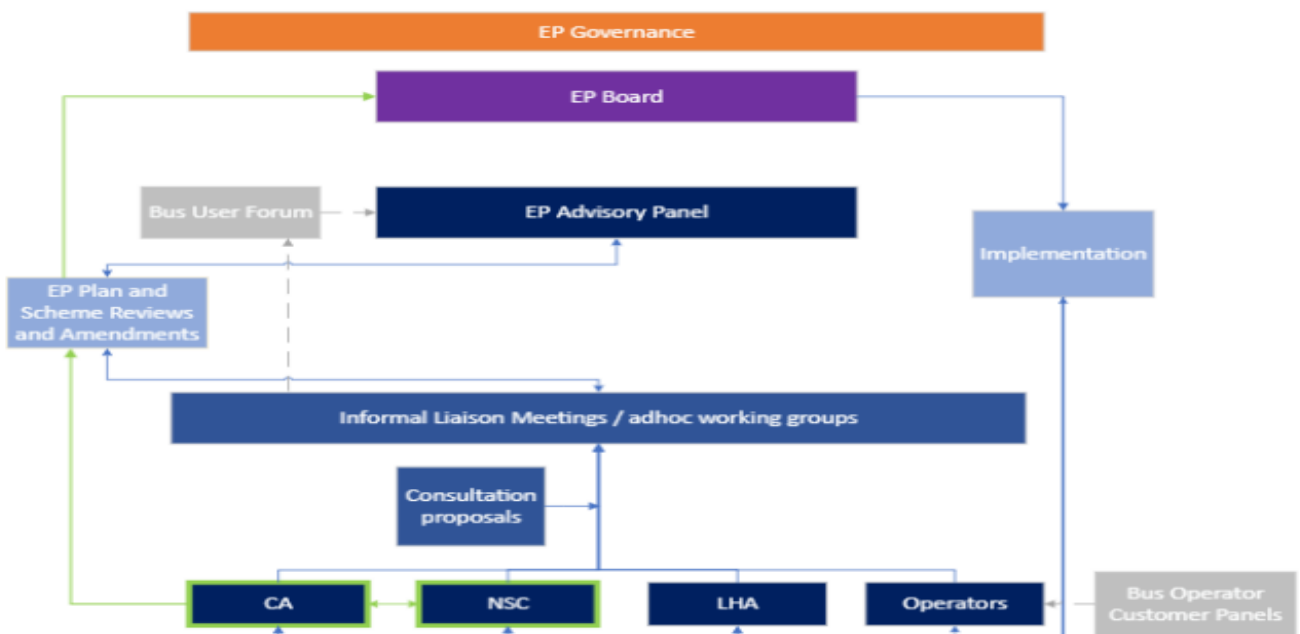 EP Governance
EP Board
Bus User Forum
EP Advisory Panel
Implementation
EP Plan and
Scheme Reviews
and Amendments
Informal Liaison Meetings / adhoc working groups
Consultation
proposals
CA
NSC
LHA
Operators
Bus Operator
Customer Panels